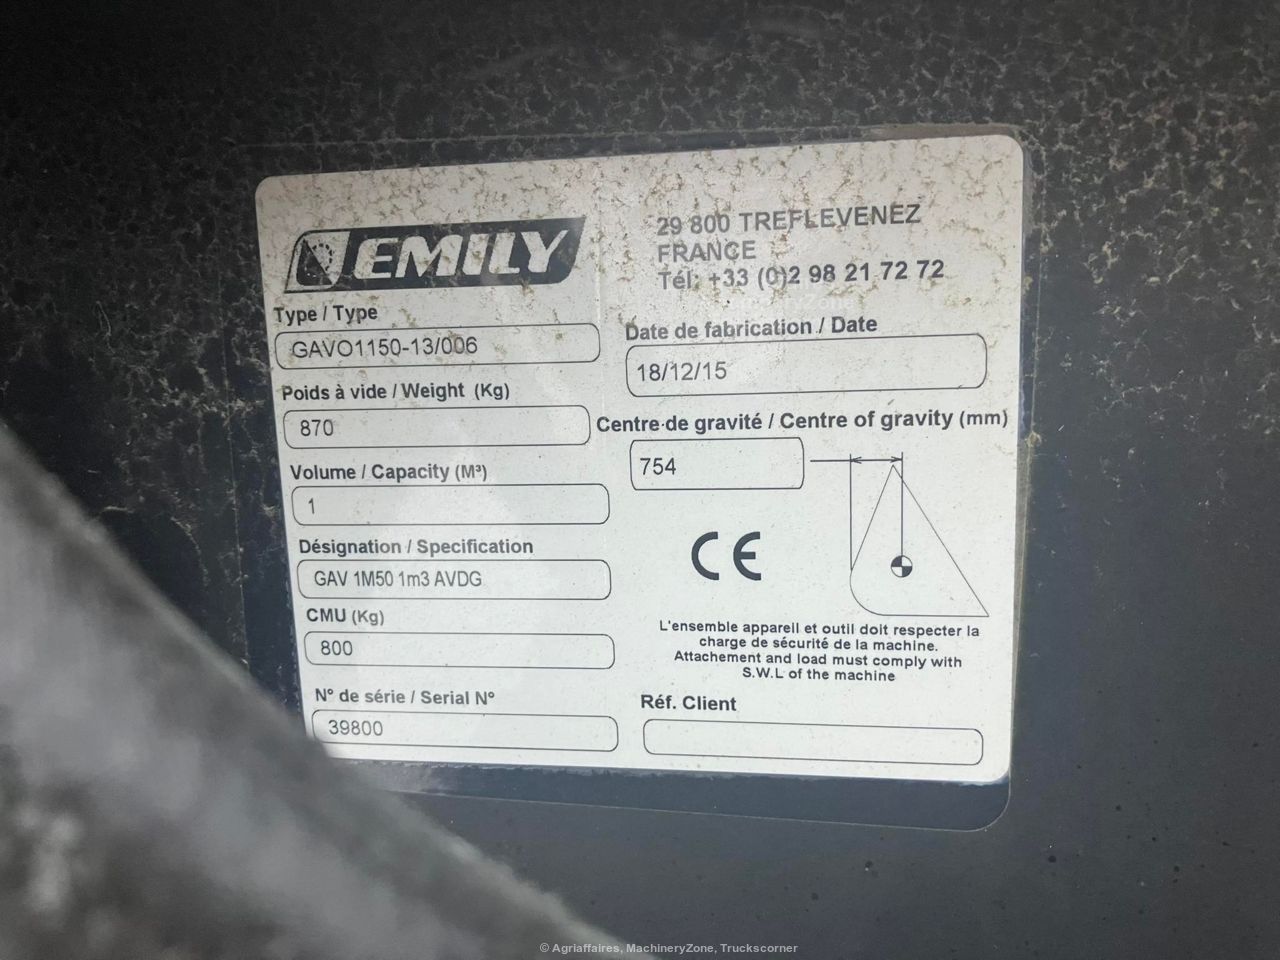 EMILY
29 800 TREFLEVENEZ
FRANCE
Tél: +33 (0)2 98 21 72 72
Type / Type
GAVO1150-13/006
Date de fabrication / Date
18/12/15
Poids à vide / Weight (Kg)
870
Centre de gravité / Centre of gravity (mm)
754
Volume / Capacity (M³)
1
Désignation / Specification
GAV 1M50 1m3 AVDG
CE
CMU (Kg)
800
L'ensemble appareil et outil doit respecter la
charge de sécurité de la machine.
Attachement and load must comply with
S.W.L of the machine
N° de série / Serial N°
39800
Réf. Client
© Agriaffaires, MachineryZone, Truckscorner